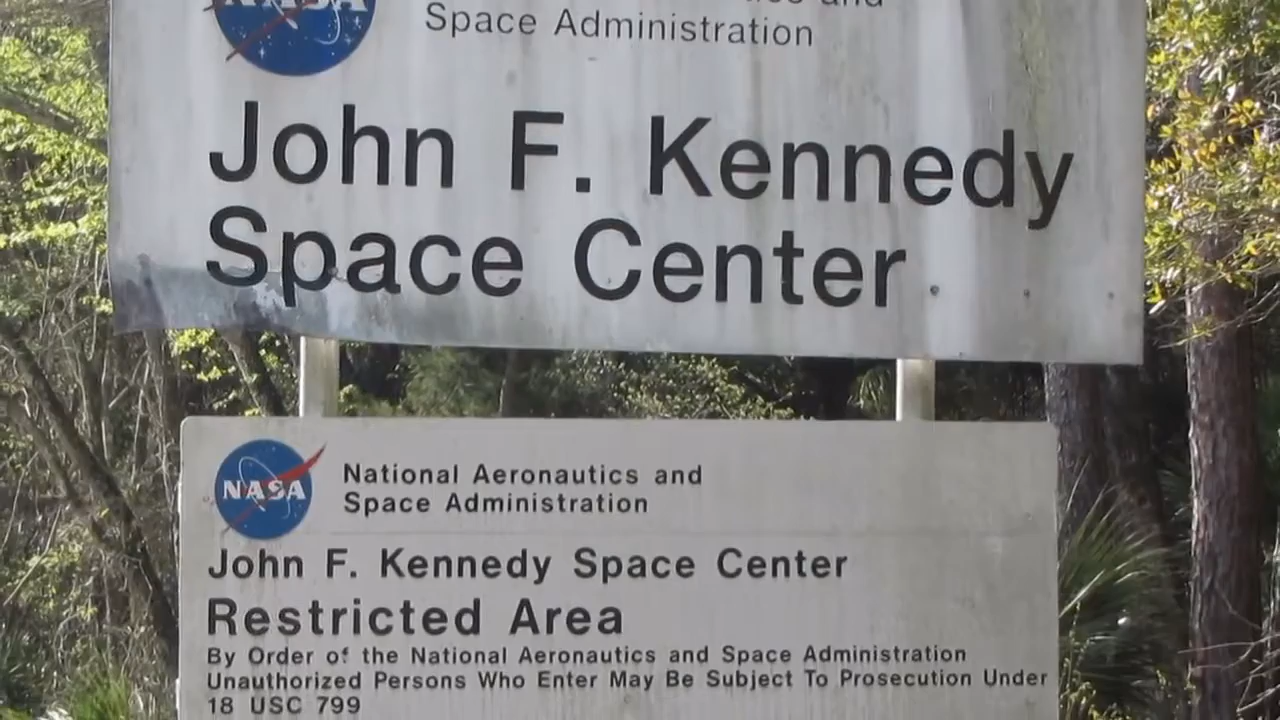 NASA
Space Administration
John F. Kennedy
Space Center
NASA
National Aeronautics and
Space Administration
John F. Kennedy Space Center
Restricted Area
By Order of the National Aeronautics and Space Administration
Unauthorized Persons Who Enter May Be Subject To Prosecution Under
18 USC 799